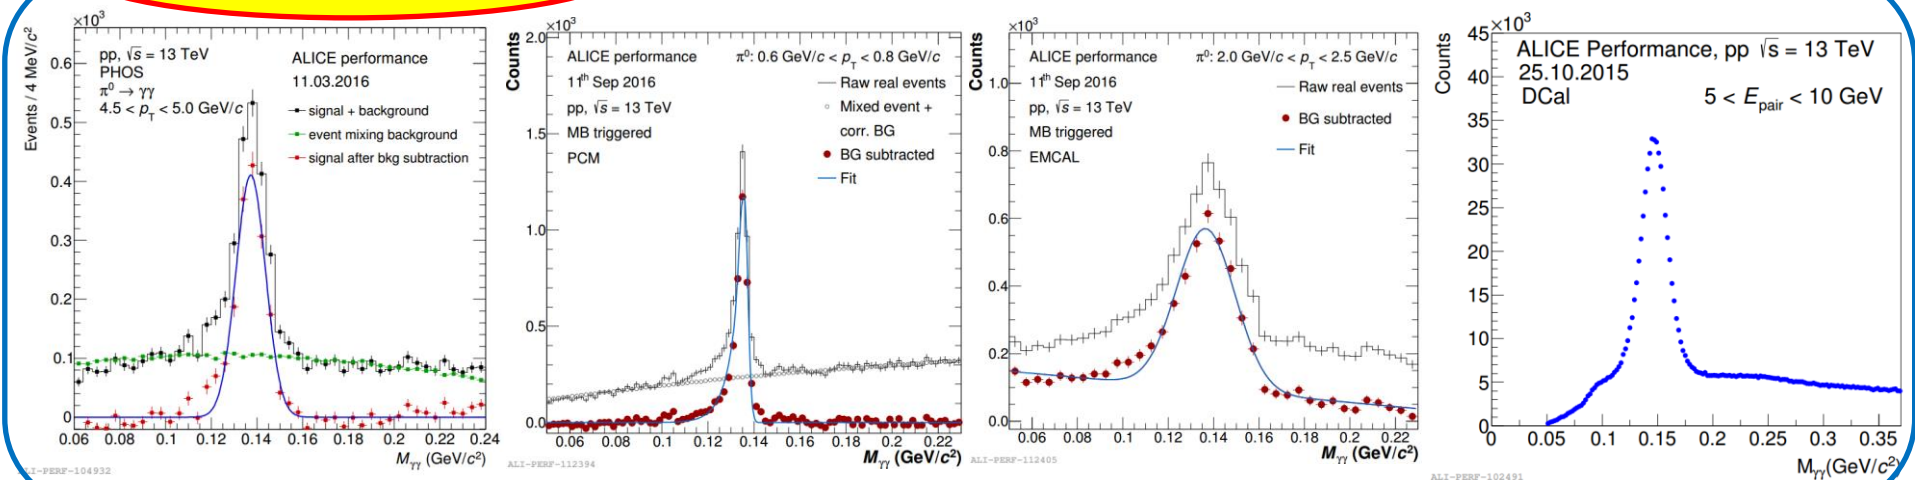 ×10³
Events / 4 MeV/c²
pp, √s = 13 TeV
PHOS
π⁰ → γγ
4.5 < p_T < 5.0 GeV/c
ALICE performance
11.03.2016
signal + background
event mixing background
signal after bkg subtraction
0.6
0.5
0.4
0.3
0.2
0.1
0
0.06 0.08 0.1 0.12 0.14 0.16 0.18 0.2 0.22 0.24
M_γγ (GeV/c²)
ALI-PERF-104932
×10³
Counts
ALICE performance
11th Sep 2016
pp, √s = 13 TeV
MB triggered
PCM
π⁰: 0.6 GeV/c < p_T < 0.8 GeV/c
Raw real events
Mixed event +
corr. BG
BG subtracted
Fit
2.0
1.5
1.0
0.5
0.0
0.06 0.08 0.1 0.12 0.14 0.16 0.18 0.2 0.22
M_γγ (GeV/c²)
ALI-PERF-112394
×10³
Counts
ALICE performance
11th Sep 2016
pp, √s = 13 TeV
MB triggered
EMCAL
π⁰: 2.0 GeV/c < p_T < 2.5 GeV/c
Raw real events
BG subtracted
Fit
1.0
0.8
0.6
0.4
0.2
0.0
0.06 0.08 0.1 0.12 0.14 0.16 0.18 0.2 0.22
M_γγ (GeV/c²)
ALI-PERF-112405
×10³
Counts
ALICE Performance, pp √s = 13 TeV
25.10.2015
DCal
5 < E_pair < 10 GeV
45
40
35
30
25
20
15
10
5
0
0 0.05 0.1 0.15 0.2 0.25 0.3 0.35
M_γγ(GeV/c²)
ALI-PERF-102491